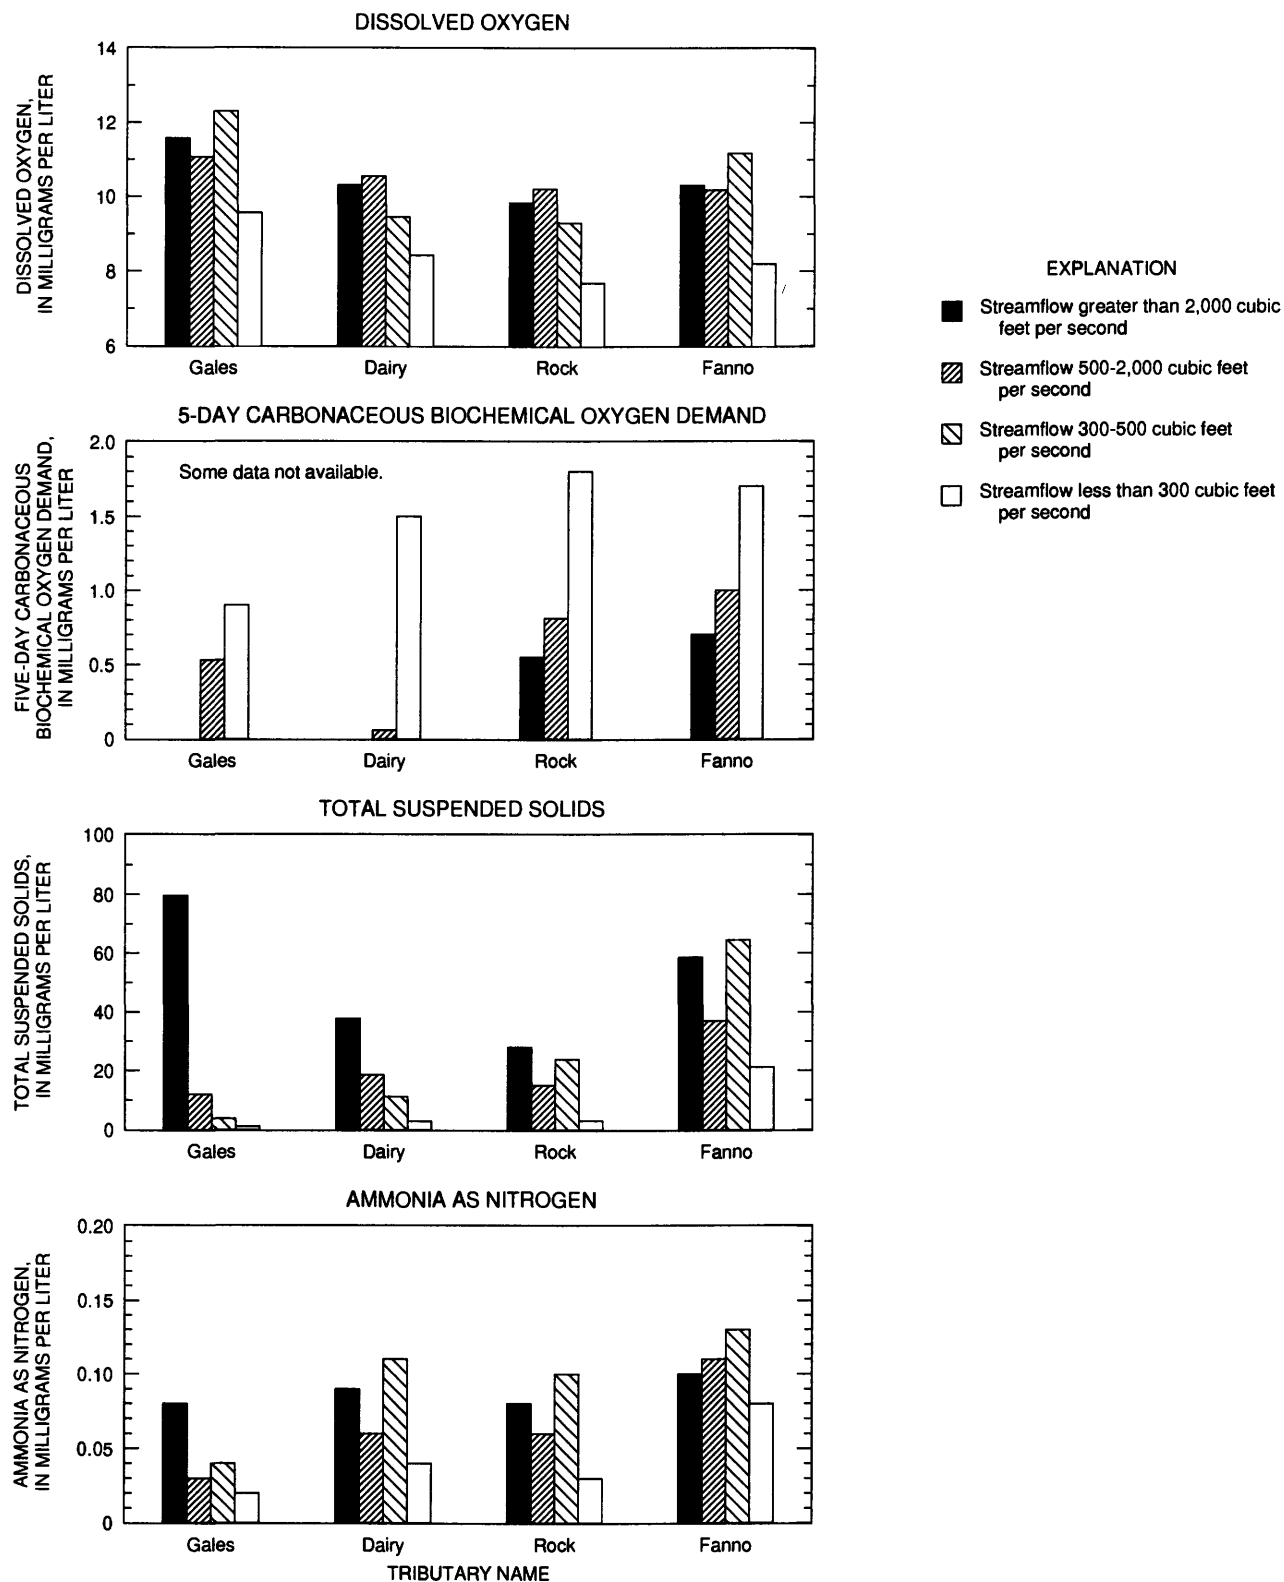 DISSOLVED OXYGEN
DISSOLVED OXYGEN,
IN MILLIGRAMS PER LITER
14
12
10
8
6
Gales Dairy Rock Fanno
EXPLANATION
Streamflow greater than 2,000 cubic
feet per second
Streamflow 500-2,000 cubic feet
per second
Streamflow 300-500 cubic feet
per second
Streamflow less than 300 cubic feet
per second
5-DAY CARBONACEOUS BIOCHEMICAL OXYGEN DEMAND
FIVE-DAY CARBONACEOUS
BIOCHEMICAL OXYGEN DEMAND,
IN MILLIGRAMS PER LITER
2.0
Some data not available.
1.5
1.0
0.5
0
Gales Dairy Rock Fanno
TOTAL SUSPENDED SOLIDS
TOTAL SUSPENDED SOLIDS,
IN MILLIGRAMS PER LITER
100
80
60
40
20
0
Gales Dairy Rock Fanno
AMMONIA AS NITROGEN
AMMONIA AS NITROGEN,
IN MILLIGRAMS PER LITER
0.20
0.15
0.10
0.05
0
Gales Dairy Rock Fanno
TRIBUTARY NAME